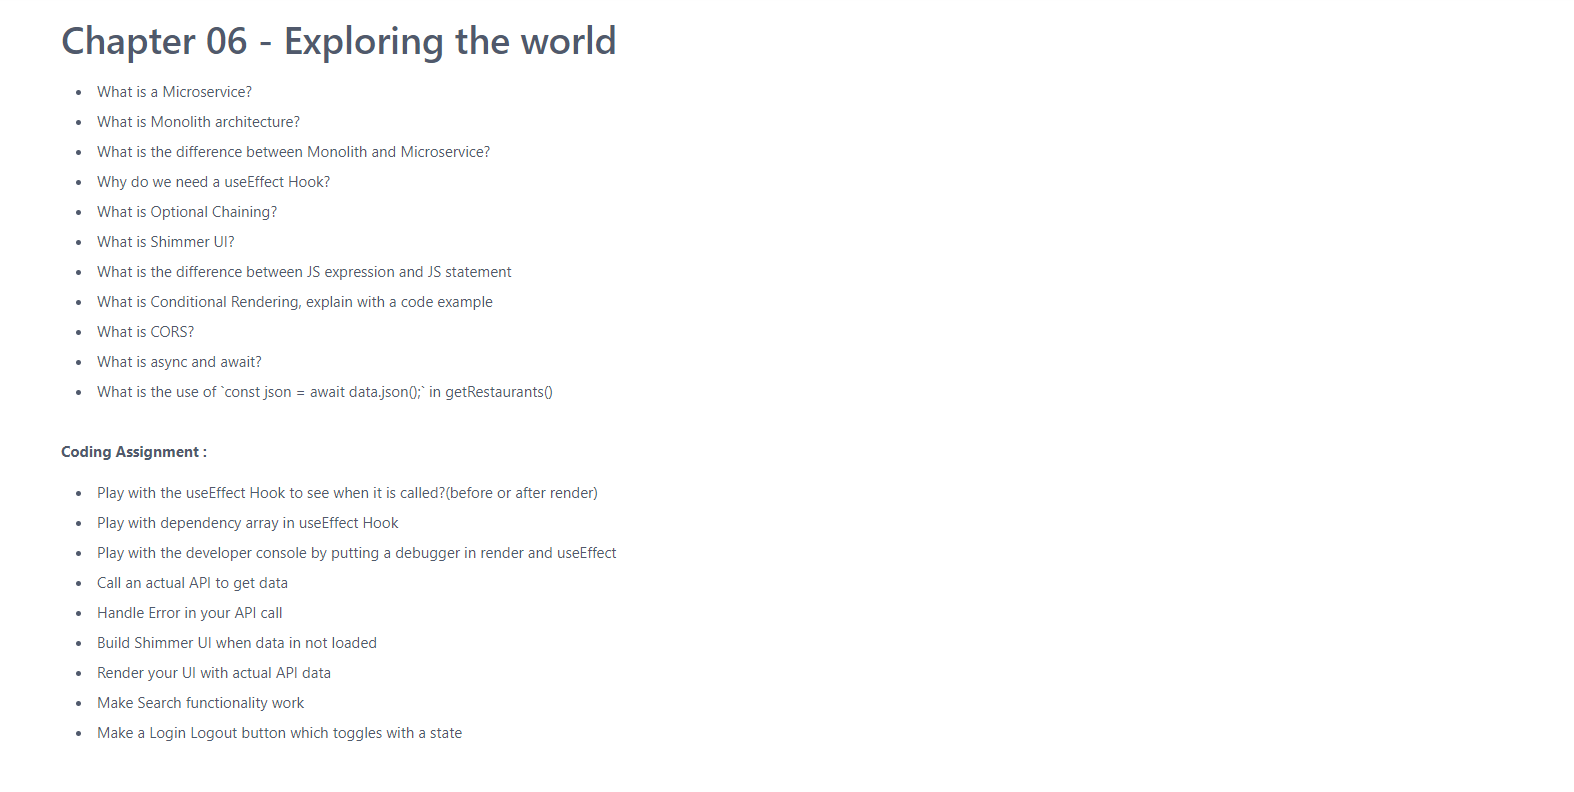 Chapter 06 - Exploring the world
• What is a Microservice?
• What is Monolith architecture?
• What is the difference between Monolith and Microservice?
• Why do we need a useEffect Hook?
• What is Optional Chaining?
• What is Shimmer UI?
• What is the difference between JS expression and JS statement
• What is Conditional Rendering, explain with a code example
• What is CORS?
• What is async and await?
• What is the use of `const json = await data.json();` in getRestaurants()
Coding Assignment :
• Play with the useEffect Hook to see when it is called?(before or after render)
• Play with dependency array in useEffect Hook
• Play with the developer console by putting a debugger in render and useEffect
• Call an actual API to get data
• Handle Error in your API call
• Build Shimmer UI when data in not loaded
• Render your UI with actual API data
• Make Search functionality work
• Make a Login Logout button which toggles with a state